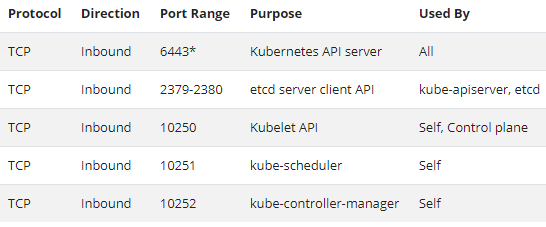 Protocol Direction Port Range Purpose Used By
TCP Inbound 6443* Kubernetes API server All
TCP Inbound 2379-2380 etcd server client API kube-apiserver, etcd
TCP Inbound 10250 Kubelet API Self, Control plane
TCP Inbound 10251 kube-scheduler Self
TCP Inbound 10252 kube-controller-manager Self